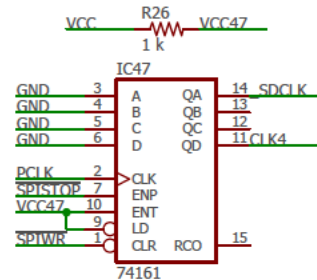 R26
VCC VCC47
1 k
IC47
GND 3 A QA 14 _SDCLK
GND 4 B QB 13
GND 5 C QC 12
GND 6 D QD 11 CLK4
PCLK 2 CLK
SPISTOP 7 ENP
VCC47 10 ENT
9 LD
SPIWR 1 CLR RCO 15
74161